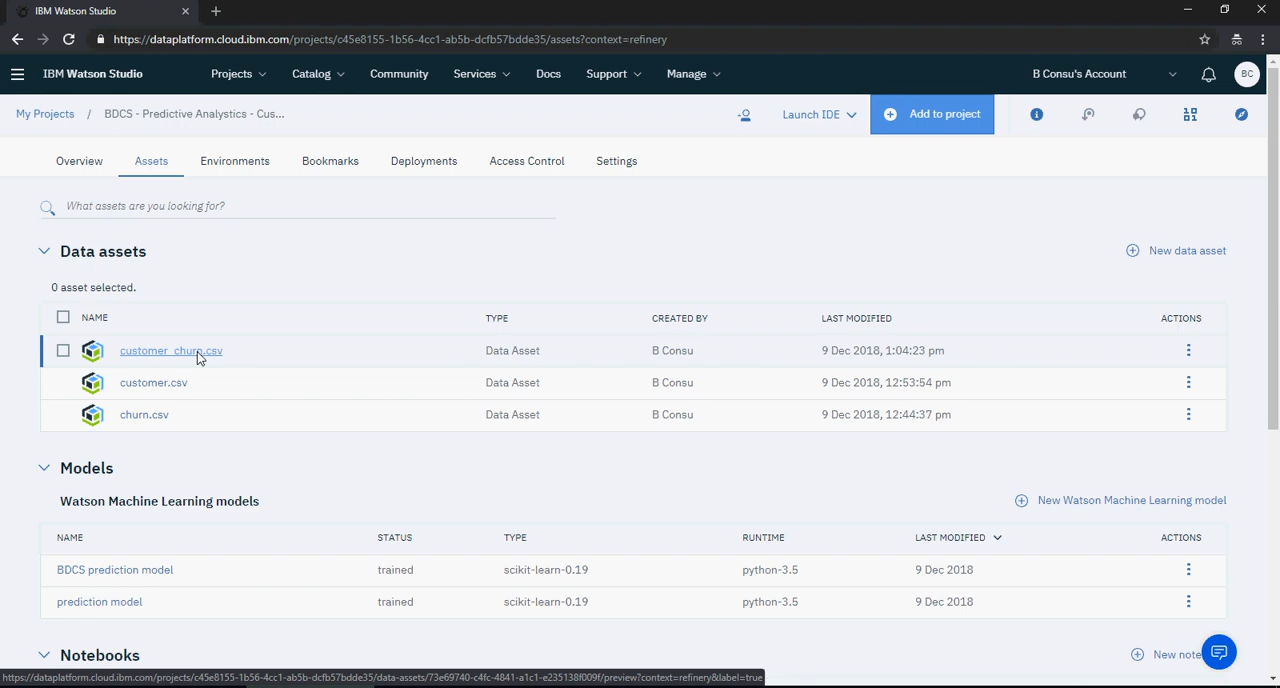 IBM Watson Studio
https://dataplatform.cloud.ibm.com/projects/c45e8155-1b56-4cc1-ab5b-dcfb57bdde35/assets?context=refinery
IBM Watson Studio Projects Catalog Community Services Docs Support Manage B Consu's Account BC
My Projects / BDCS - Predictive Analystics - Cus... Launch IDE Add to project
Overview Assets Environments Bookmarks Deployments Access Control Settings
What assets are you looking for?
Data assets New data asset
0 asset selected.
NAME TYPE CREATED BY LAST MODIFIED ACTIONS
customer_churn.csv Data Asset B Consu 9 Dec 2018, 1:04:23 pm
customer.csv Data Asset B Consu 9 Dec 2018, 12:53:54 pm
churn.csv Data Asset B Consu 9 Dec 2018, 12:44:37 pm
Models
Watson Machine Learning models New Watson Machine Learning model
NAME STATUS TYPE RUNTIME LAST MODIFIED ACTIONS
BDCS prediction model trained scikit-learn-0.19 python-3.5 9 Dec 2018
prediction model trained scikit-learn-0.19 python-3.5 9 Dec 2018
Notebooks New note
https://dataplatform.cloud.ibm.com/projects/c45e8155-1b56-4cc1-ab5b-dcfb57bdde35/data-assets/73e69740-c4fc-4841-a1c1-e235138f009f/preview?context=refinery&label=true